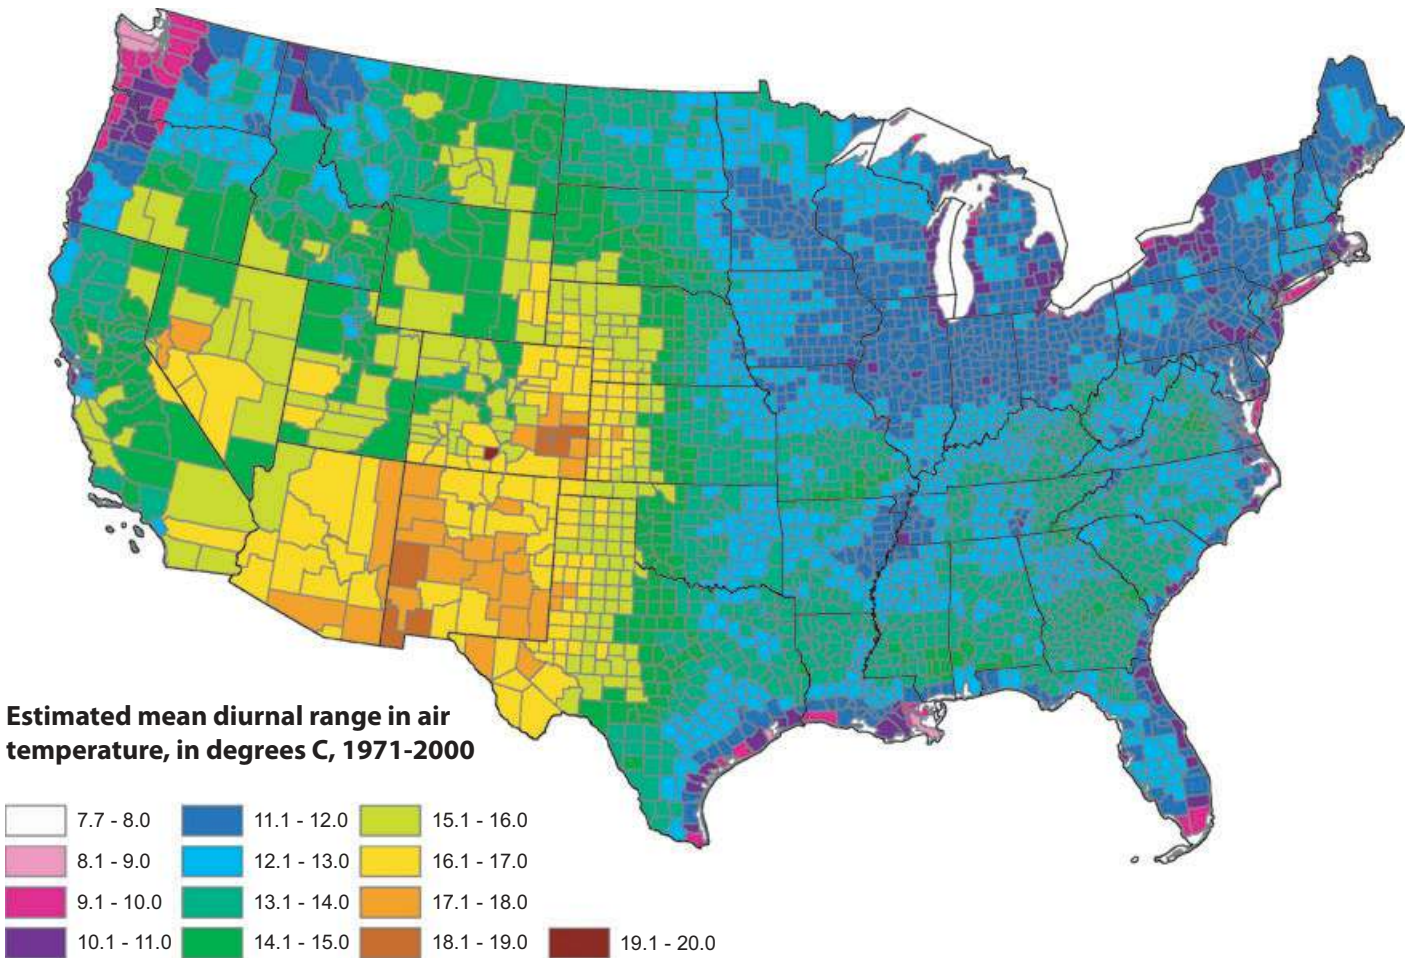 Estimated mean diurnal range in air
temperature, in degrees C, 1971-2000
7.7 - 8.0
8.1 - 9.0
9.1 - 10.0
10.1 - 11.0
11.1 - 12.0
12.1 - 13.0
13.1 - 14.0
14.1 - 15.0
15.1 - 16.0
16.1 - 17.0
17.1 - 18.0
18.1 - 19.0
19.1 - 20.0